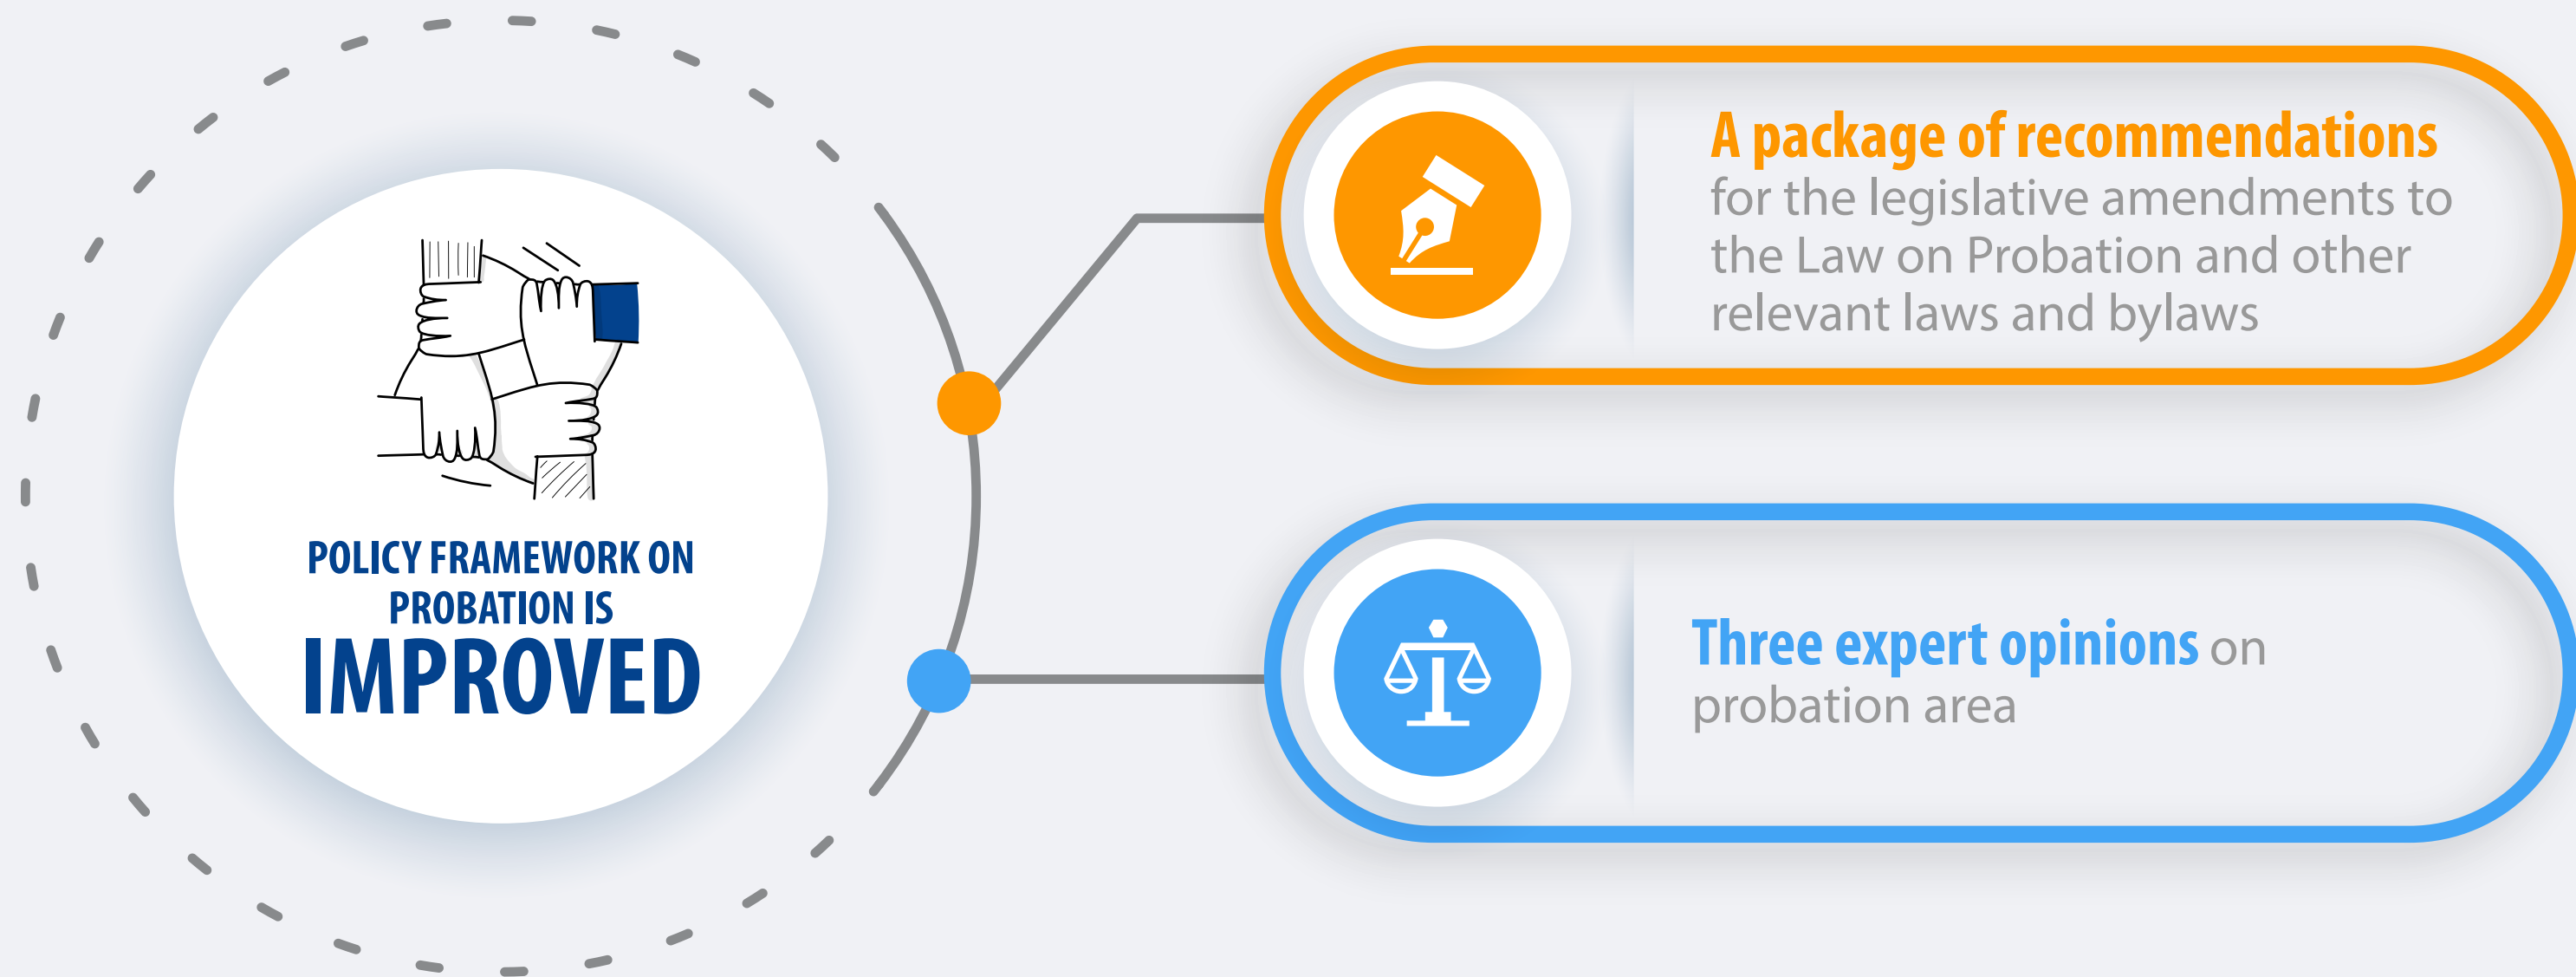 POLICY FRAMEWORK ON
PROBATION IS
IMPROVED
A package of recommendations
for the legislative amendments to
the Law on Probation and other
relevant laws and bylaws
Three expert opinions on
probation area